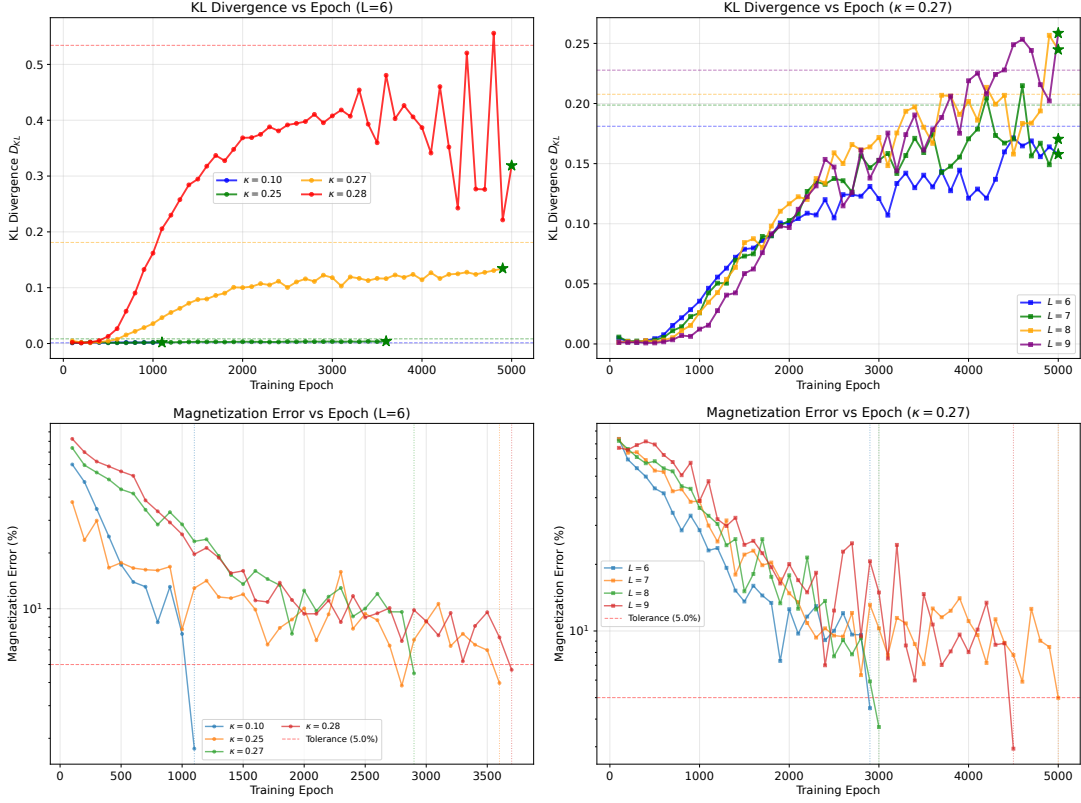 KL Divergence vs Epoch (L=6)
KL Divergence D_{KL}
0.5
0.4
0.3
0.2
0.1
0.0
κ = 0.10
κ = 0.25
κ = 0.27
κ = 0.28
0
1000
2000
3000
4000
5000
Training Epoch
KL Divergence vs Epoch (κ = 0.27)
KL Divergence D_{KL}
0.25
0.20
0.15
0.10
0.05
0.00
L = 6
L = 7
L = 8
L = 9
0
1000
2000
3000
4000
5000
Training Epoch
Magnetization Error vs Epoch (L=6)
Magnetization Error (%)
10^1
κ = 0.10
κ = 0.25
κ = 0.27
κ = 0.28
Tolerance (5.0%)
0
500
1000
1500
2000
2500
3000
3500
Training Epoch
Magnetization Error vs Epoch (κ = 0.27)
Magnetization Error (%)
10^1
L = 6
L = 7
L = 8
L = 9
Tolerance (5.0%)
0
1000
2000
3000
4000
5000
Training Epoch